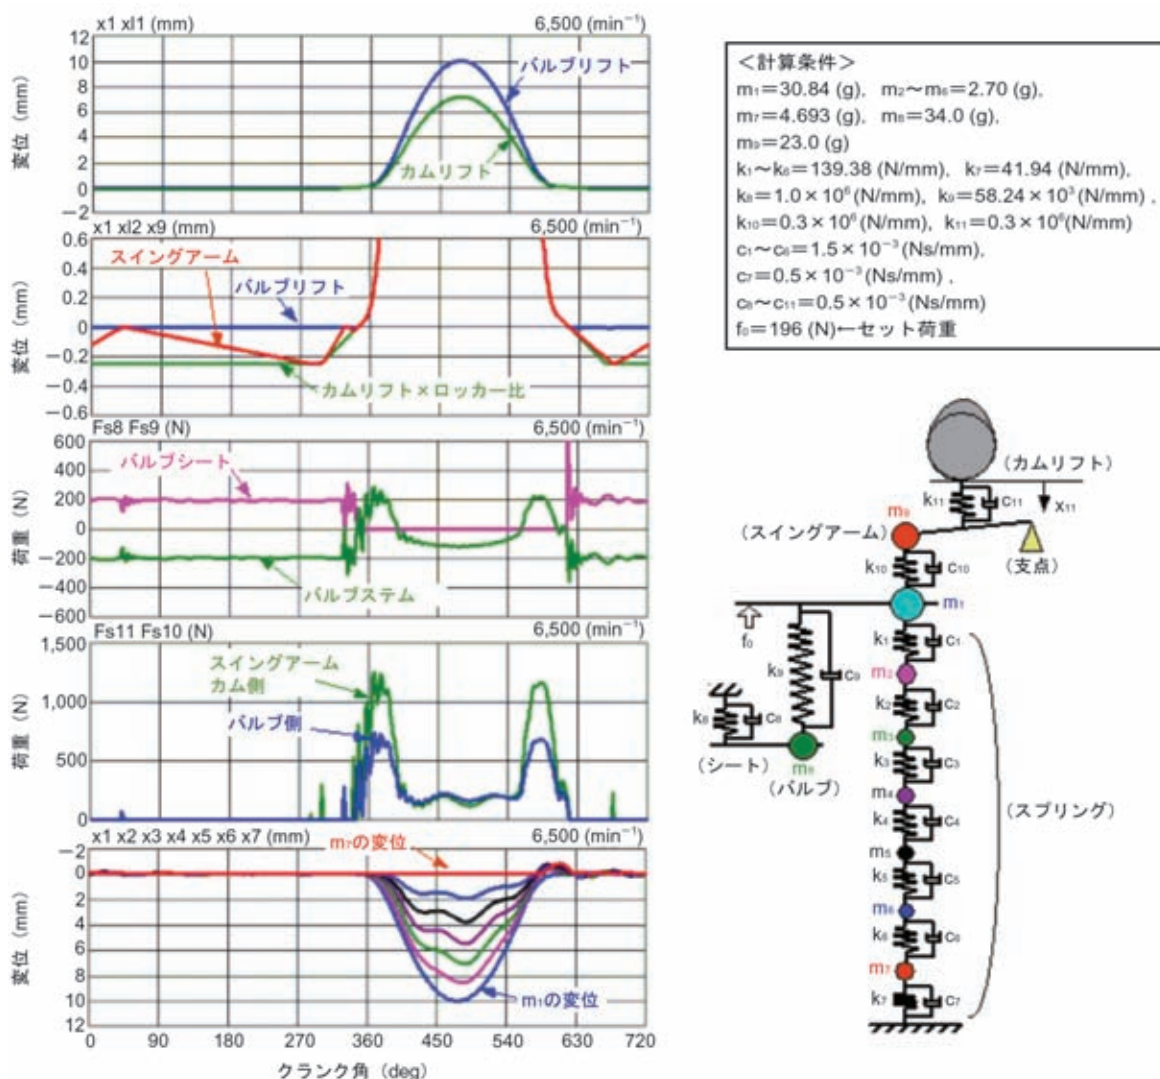 x1 xl1 (mm)
6,500 (min⁻¹)
変位 (mm)
12
10
8
6
4
2
0
−2
バルブリフト
カムリフト
x1 xl2 x9 (mm)
6,500 (min⁻¹)
変位 (mm)
0.6
0.4
0.2
0
−0.2
−0.4
−0.6
スイングアーム
バルブリフト
カムリフト×ロッカー比
Fs8 Fs9 (N)
6,500 (min⁻¹)
荷重 (N)
600
400
200
0
−200
−400
−600
バルブシート
バルブステム
Fs11 Fs10 (N)
6,500 (min⁻¹)
荷重 (N)
1,500
1,000
500
0
スイングアーム
カム側
バルブ側
x1 x2 x3 x4 x5 x6 x7 (mm)
6,500 (min⁻¹)
変位 (mm)
−2
0
2
4
6
8
10
12
m₇の変位
m₁の変位
0 90 180 270 360 450 540 630 720
クランク角 (deg)
<計算条件>
m₁=30.84 (g), m₂〜m₆=2.70 (g),
m₇=4.693 (g), m₈=34.0 (g),
m₉=23.0 (g)
k₁〜k₆=139.38 (N/mm), k₇=41.94 (N/mm),
k₈=1.0×10⁶ (N/mm), k₉=58.24×10³ (N/mm),
k₁₀=0.3×10⁶ (N/mm), k₁₁=0.3×10⁶(N/mm)
c₁〜c₆=1.5×10⁻³ (Ns/mm),
c₇=0.5×10⁻³ (Ns/mm),
c₈〜c₁₁=0.5×10⁻³ (Ns/mm)
f₀=196 (N)←セット荷重
(カムリフト)
k₁₁
c₁₁
x₁₁
m₉
(スイングアーム)
(支点)
k₁₀
c₁₀
m₁
f₀
k₉
c₉
k₈
c₈
(シート)
m₈
(バルブ)
k₁
c₁
m₂
k₂
c₂
m₃
k₃
c₃
m₄
k₄
c₄
m₅
k₅
c₅
m₆
k₆
c₆
m₇
k₇
c₇
(スプリング)